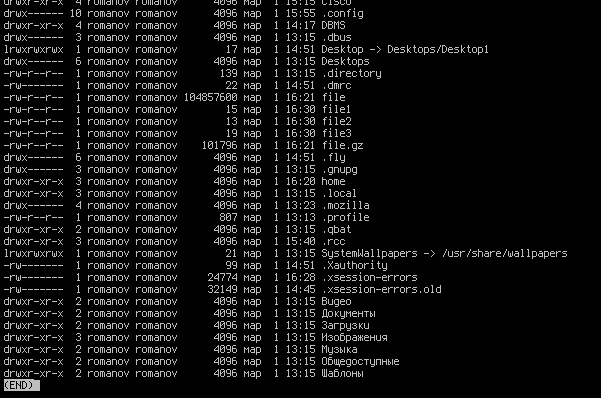 drwxr-xr-x  4 romanov romanov      4096 мар  1 15:15 Cisco
drwx------ 10 romanov romanov      4096 мар  1 15:55 .config
drwxr-xr-x  4 romanov romanov      4096 мар  1 14:17 DBMS
drwx------  3 romanov romanov      4096 мар  1 13:15 .dbus
lrwxrwxrwx  1 romanov romanov        17 мар  1 14:51 Desktop -> Desktops/Desktop1
drwx------  6 romanov romanov      4096 мар  1 13:15 Desktops
-rw-r--r--  1 romanov romanov       139 мар  1 13:15 .directory
-rw-------  1 romanov romanov        22 мар  1 14:51 .dmrc
-rw-r--r--  1 romanov romanov 104857600 мар  1 16:21 file
-rw-r--r--  1 romanov romanov        15 мар  1 16:30 file1
-rw-r--r--  1 romanov romanov        13 мар  1 16:30 file2
-rw-r--r--  1 romanov romanov        19 мар  1 16:30 file3
-rw-r--r--  1 romanov romanov    101796 мар  1 16:21 file.gz
drwx------  6 romanov romanov      4096 мар  1 14:51 .fly
drwx------  3 romanov romanov      4096 мар  1 13:15 .gnupg
drwxr-xr-x  3 romanov romanov      4096 мар  1 16:20 home
drwxr-xr-x  3 romanov romanov      4096 мар  1 13:15 .local
drwx------  4 romanov romanov      4096 мар  1 13:23 .mozilla
-rw-r--r--  1 romanov romanov       807 мар  1 13:13 .profile
drwxr-xr-x  2 romanov romanov      4096 мар  1 13:15 .qbat
drwxr-xr-x  3 romanov romanov      4096 мар  1 15:40 .rcc
lrwxrwxrwx  1 romanov romanov        21 мар  1 13:15 SystemWallpapers -> /usr/share/wallpapers
-rw-------  1 romanov romanov        99 мар  1 14:51 .Xauthority
-rw-------  1 romanov romanov     24774 мар  1 16:28 .xsession-errors
-rw-------  1 romanov romanov     32149 мар  1 14:45 .xsession-errors.old
drwxr-xr-x  2 romanov romanov      4096 мар  1 13:15 Видео
drwxr-xr-x  2 romanov romanov      4096 мар  1 13:15 Документы
drwxr-xr-x  2 romanov romanov      4096 мар  1 13:15 Загрузки
drwxr-xr-x  3 romanov romanov      4096 мар  1 13:15 Изображения
drwxr-xr-x  2 romanov romanov      4096 мар  1 13:15 Музыка
drwxr-xr-x  2 romanov romanov      4096 мар  1 13:15 Общедоступные
drwxr-xr-x  2 romanov romanov      4096 мар  1 13:15 Шаблоны
(END)